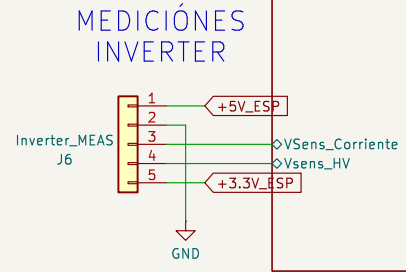 MEDICIÓNES
INVERTER
1
+5V_ESP
2
Inverter_MEAS
3
VSens_Corriente
J6
4
Vsens_HV
5
+3.3V_ESP
GND